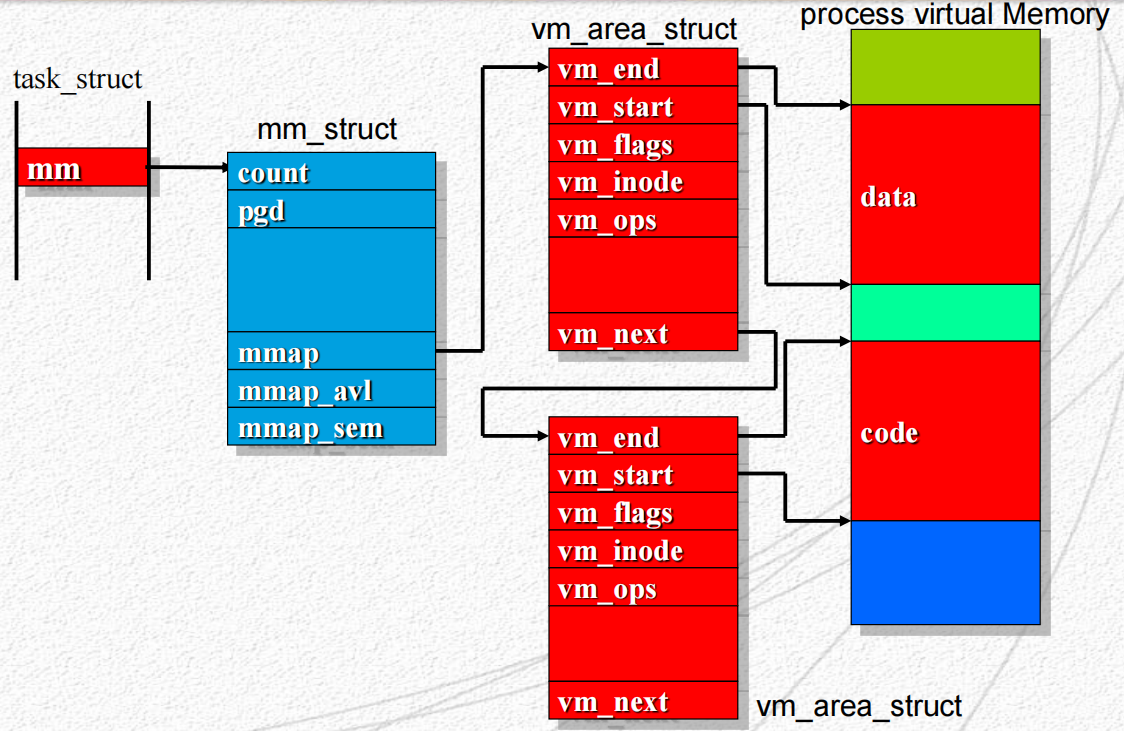 process virtual Memory
vm_area_struct
task_struct
mm_struct
mm
count
pgd
mmap
mmap_avl
mmap_sem
vm_end
vm_start
vm_flags
vm_inode
vm_ops
vm_next
vm_end
vm_start
vm_flags
vm_inode
vm_ops
vm_next
vm_area_struct
data
code